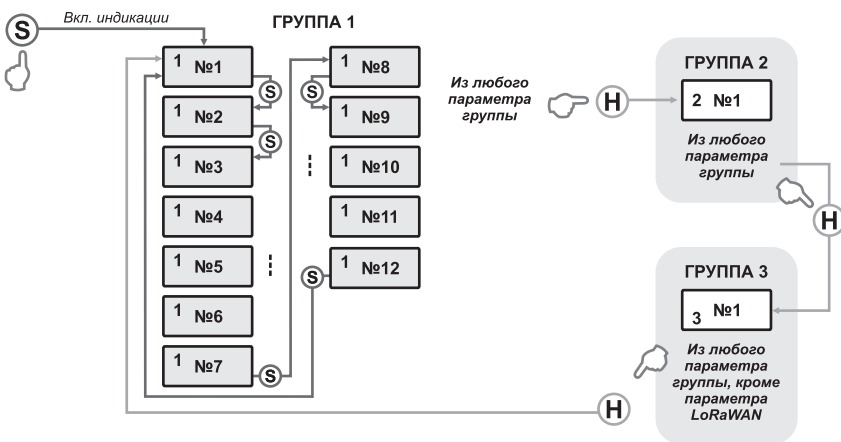 S
Вкл. индикации
ГРУППА 1
1 №1
S
1 №2
S
1 №3
1 №4
1 №5
1 №6
1 №7
S
1 №8
S
1 №9
1 №10
1 №11
1 №12
S
Из любого
параметра
группы
H
ГРУППА 2
2 №1
Из любого
параметра
группы
H
ГРУППА 3
3 №1
Из любого
параметра
группы, кроме
параметра
LoRaWAN
H